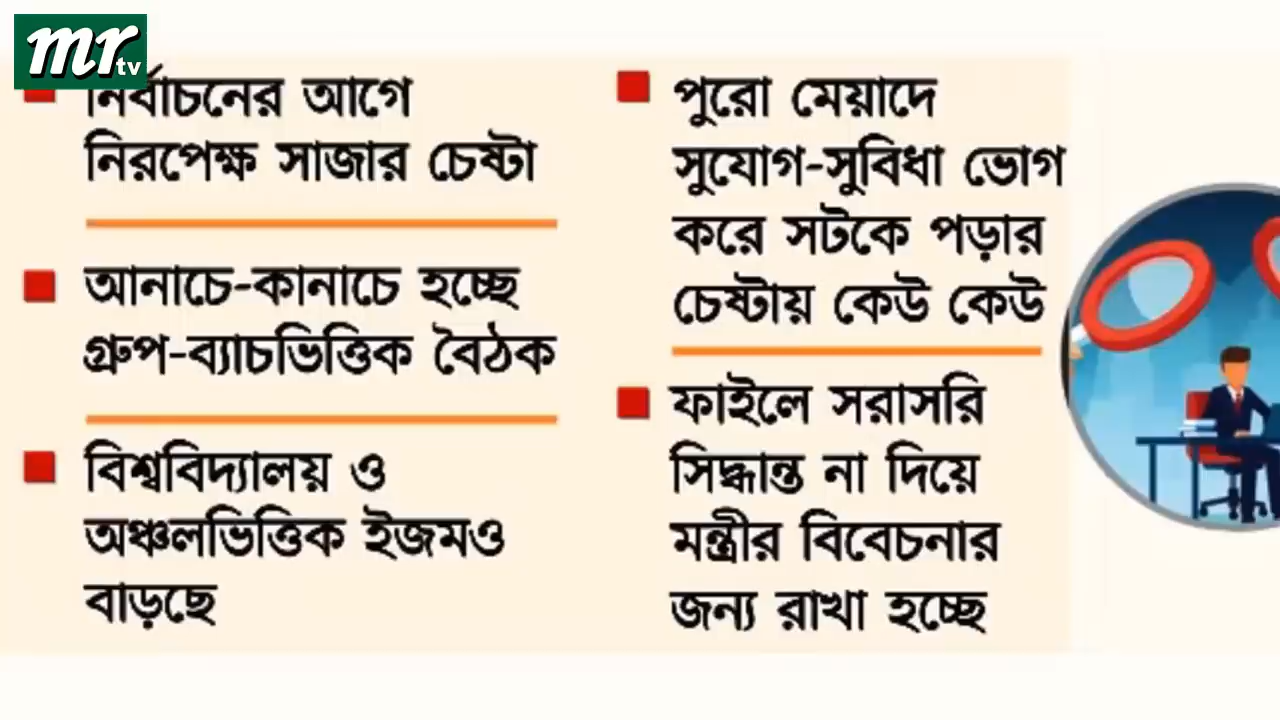 mr tv
নির্বাচনের আগে
নিরপেক্ষ সাজার চেষ্টা
আনাচে-কানাচে হচ্ছে
গ্রুপ-ব্যাচভিত্তিক বৈঠক
বিশ্ববিদ্যালয় ও
অঞ্চলভিত্তিক ইজমও
বাড়ছে
পুরো মেয়াদে
সুযোগ-সুবিধা ভোগ
করে সটকে পড়ার
চেষ্টায় কেউ কেউ
ফাইলে সরাসরি
সিদ্ধান্ত না দিয়ে
মন্ত্রীর বিবেচনার
জন্য রাখা হচ্ছে